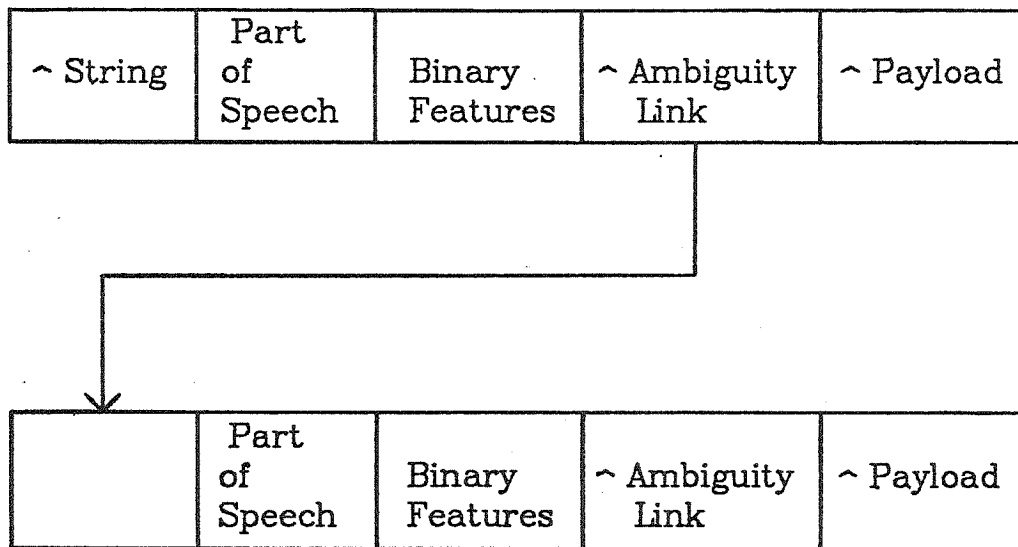 ^ String
Part
of
Speech
Binary
Features
^ Ambiguity
Link
^ Payload
Part
of
Speech
Binary
Features
^ Ambiguity
Link
^ Payload